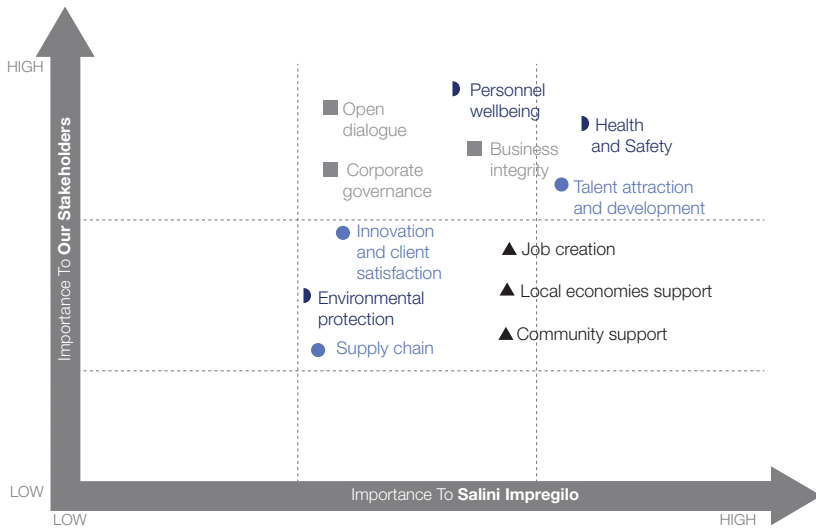 HIGH
Importance To Our Stakeholders
Open
dialogue
Personnel
wellbeing
Health
and Safety
Corporate
governance
Business
integrity
Talent attraction
and development
Innovation
and client
satisfaction
Job creation
Environmental
protection
Local economies support
Supply chain
Community support
LOW
Importance To Salini Impregilo
LOW
HIGH